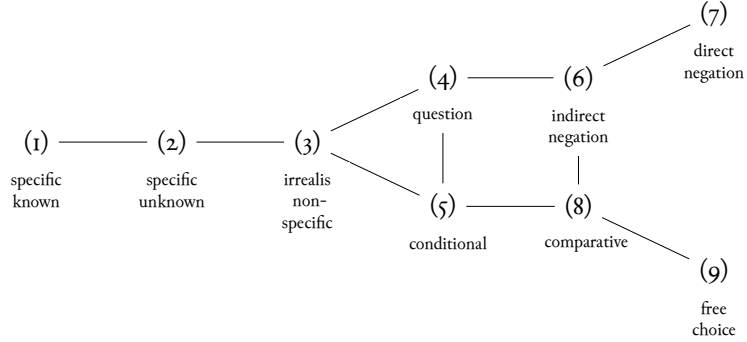 (7)
direct
negation
(4)
question
(6)
indirect
negation
(1)
specific
known
(2)
specific
unknown
(3)
irrealis
non-
specific
(5)
conditional
(8)
comparative
(9)
free
choice